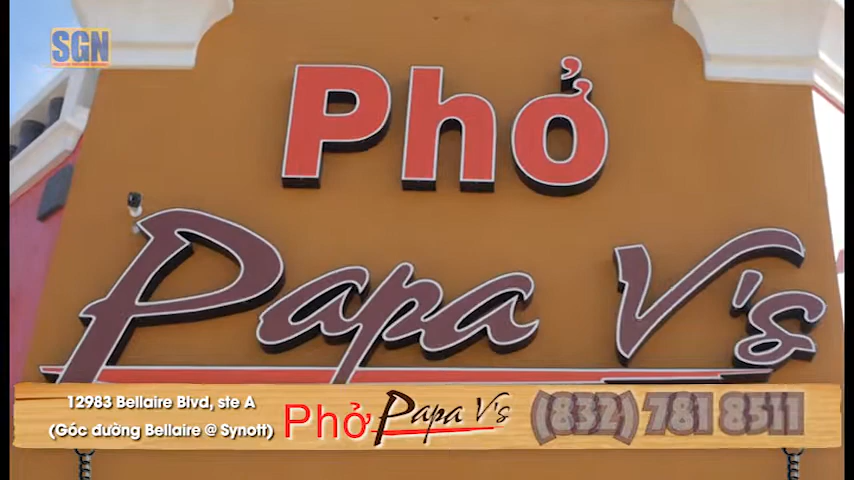 SGN
Phở
Papa V's
12983 Bellaire Blvd, ste A
(Góc đường Bellaire @ Synott)
Phở Papa V's
(832) 781 8511